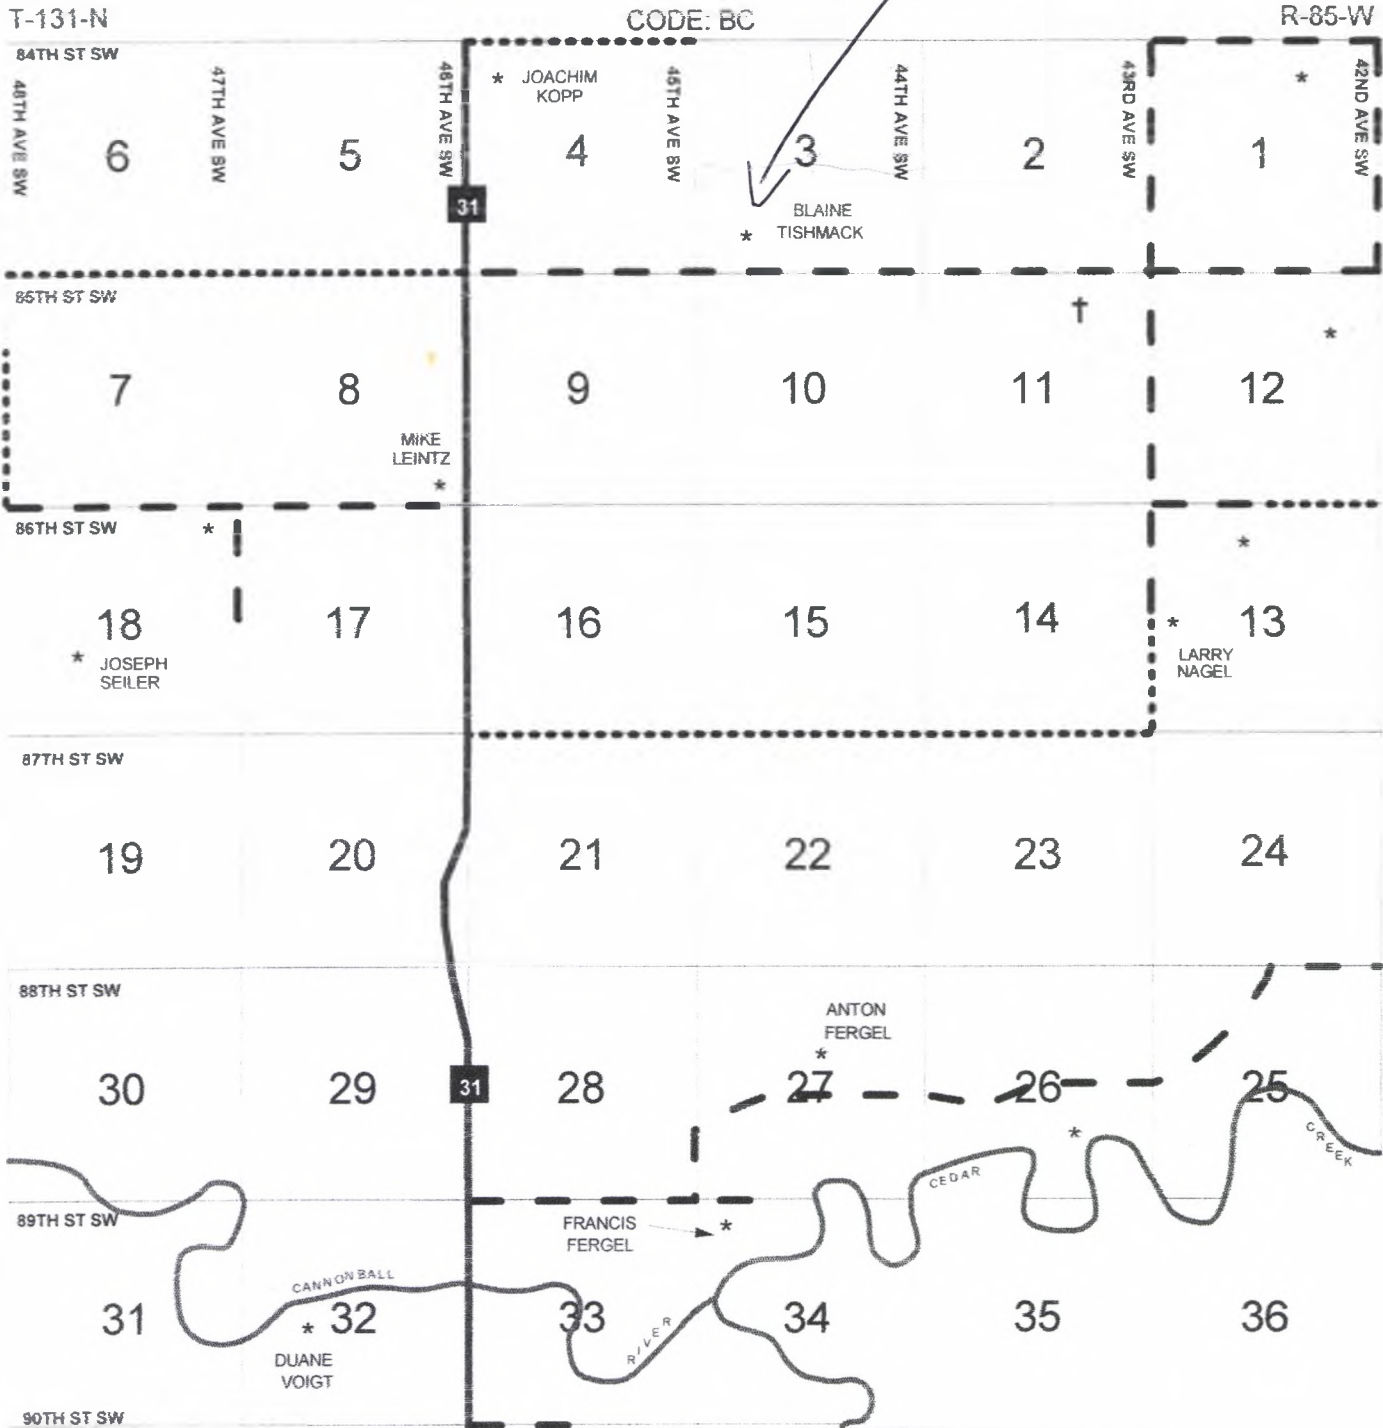 T-131-N
CODE: BC
R-85-W
84TH ST SW
48TH AVE SW
47TH AVE SW
46TH AVE SW
45TH AVE SW
44TH AVE SW
43RD AVE SW
42ND AVE SW
* JOACHIM
KOPP
*
6
5
4
3
2
1
31
BLAINE
* TISHMACK
85TH ST SW
†
*
7
8
9
10
11
12
MIKE
LEINTZ
*
86TH ST SW
*
*
18
17
16
15
14
* 13
* JOSEPH
SEILER
LARRY
NAGEL
87TH ST SW
19
20
21
22
23
24
88TH ST SW
ANTON
FERGEL
*
30
29
31
28
27
26
25
*
CREEK
CEDAR
89TH ST SW
FRANCIS
FERGEL
*
CANNONBALL
31
* 32
33
RIVER
34
35
36
DUANE
VOIGT
90TH ST SW